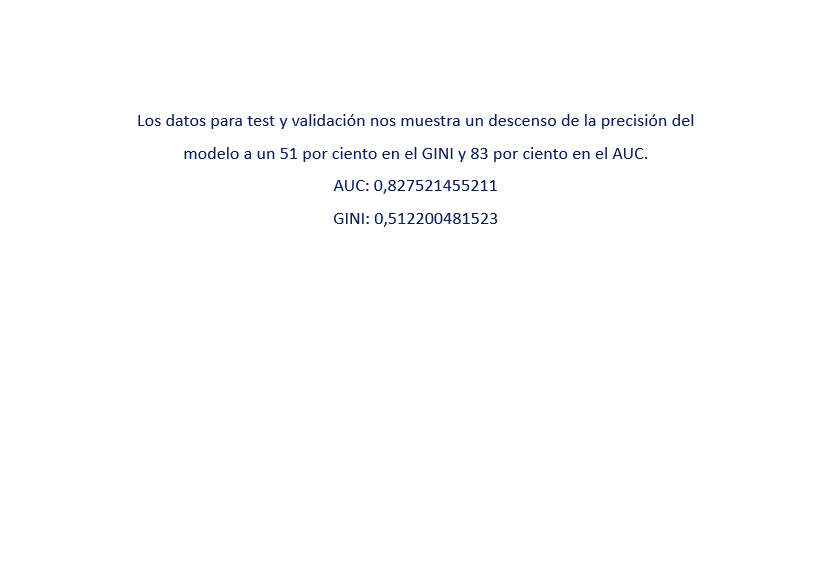 Los datos para test y validación nos muestra un descenso de la precisión del
modelo a un 51 por ciento en el GINI y 83 por ciento en el AUC.
AUC: 0,827521455211
GINI: 0,512200481523